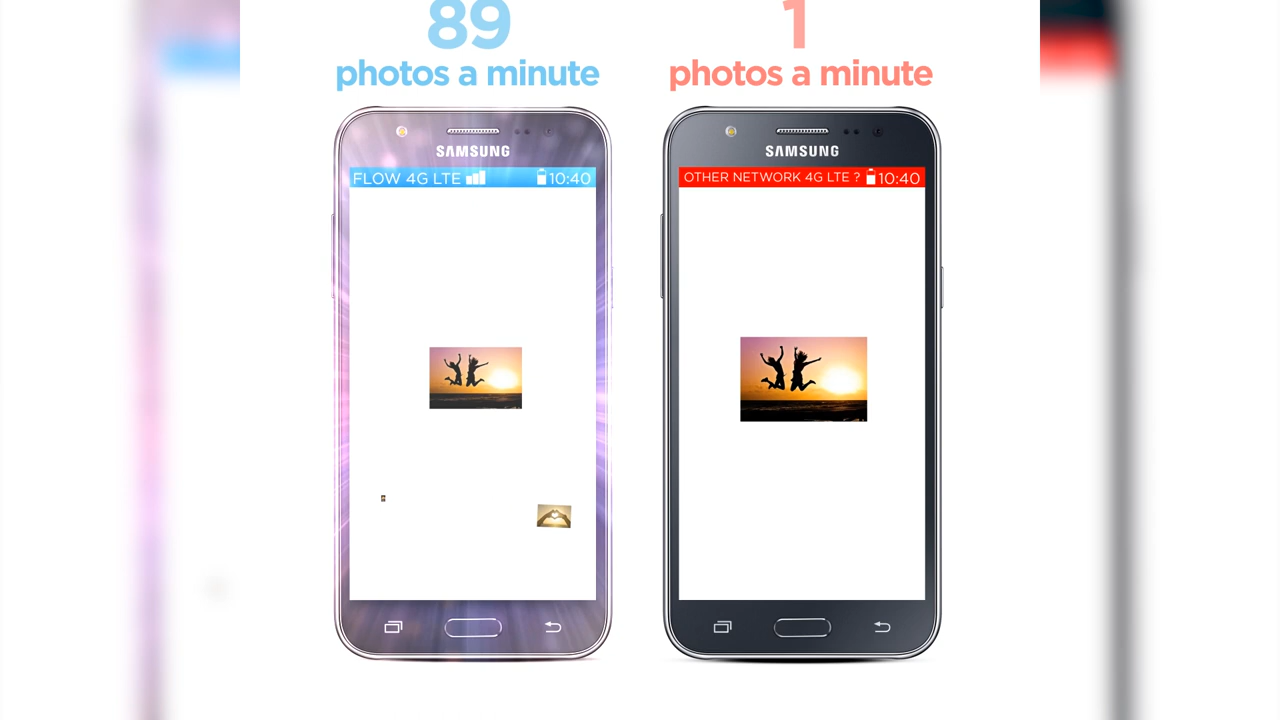 89
photos a minute
SAMSUNG
FLOW 4G LTE 10:40
1
photos a minute
SAMSUNG
OTHER NETWORK 4G LTE ? 10:40